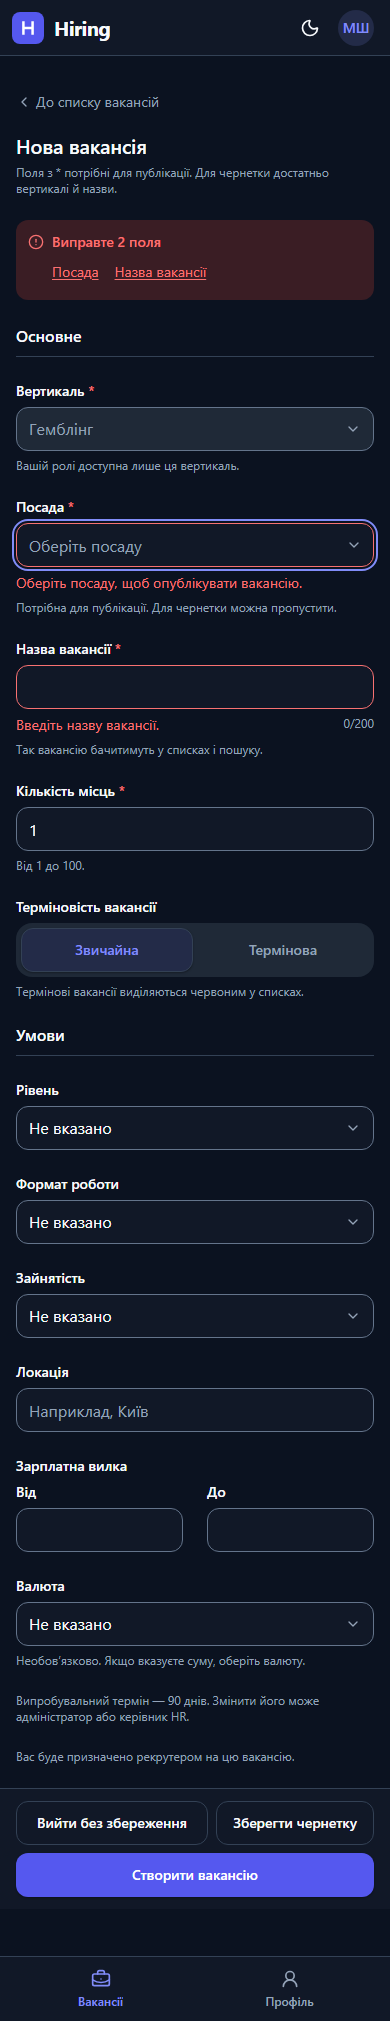 H Hiring МШ
До списку вакансій
Нова вакансія
Поля з * потрібні для публікації. Для чернетки достатньо
вертикалі й назви.
Виправте 2 поля
Посада Назва вакансії
Основне
Вертикаль *
Гемблінг
Вашій ролі доступна лише ця вертикаль.
Посада *
Оберіть посаду
Оберіть посаду, щоб опублікувати вакансію.
Потрібна для публікації. Для чернетки можна пропустити.
Назва вакансії *
Введіть назву вакансії. 0/200
Так вакансію бачитимуть у списках і пошуку.
Кількість місць *
1
Від 1 до 100.
Терміновість вакансії
Звичайна Термінова
Термінові вакансії виділяються червоним у списках.
Умови
Рівень
Не вказано
Формат роботи
Не вказано
Зайнятість
Не вказано
Локація
Наприклад, Київ
Зарплатна вилка
Від До
Валюта
Не вказано
Необов'язково. Якщо вказуєте суму, оберіть валюту.
Випробувальний термін — 90 днів. Змінити його може
адміністратор або керівник HR.
Вас буде призначено рекрутером на цю вакансію.
Вийти без збереження Зберегти чернетку
Створити вакансію
Вакансії Профіль